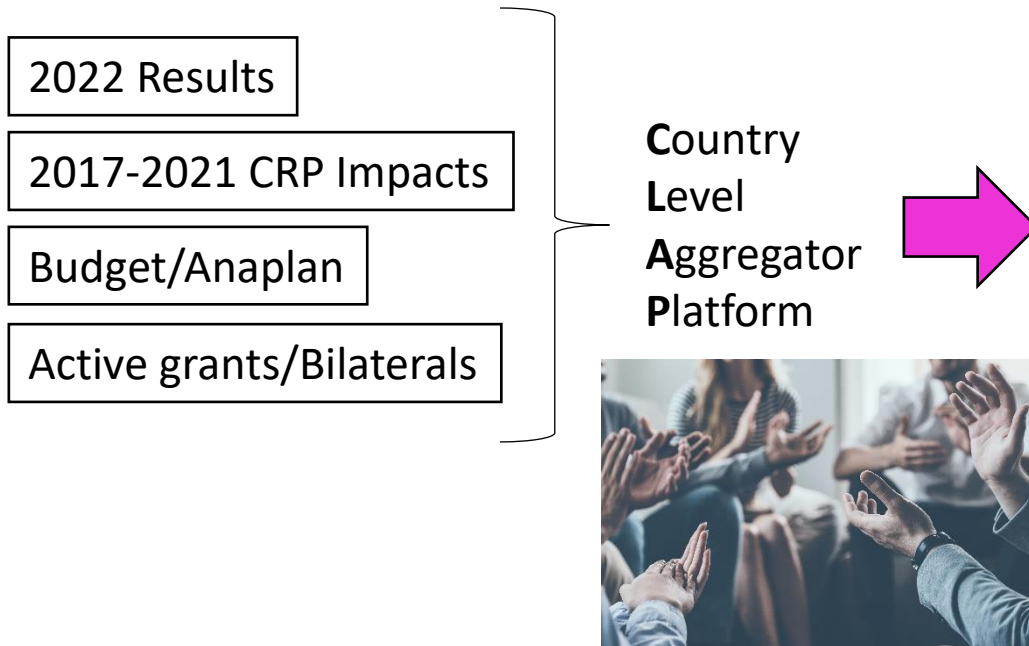 2022 Results
2017-2021 CRP Impacts
Budget/Anaplan
Active grants/Bilaterals
Country
Level
Aggregator
Platform